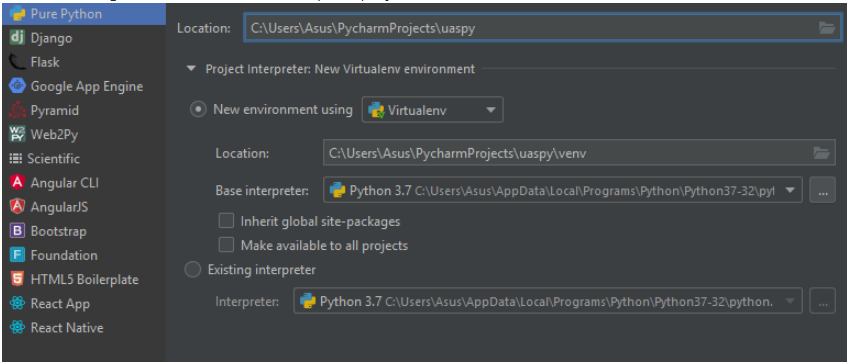 Pure Python
Django
Flask
Google App Engine
Pyramid
Web2Py
Scientific
Angular CLI
AngularJS
Bootstrap
Foundation
HTML5 Boilerplate
React App
React Native
Location: C:\Users\Asus\PycharmProjects\uaspy
Project Interpreter: New Virtualenv environment
New environment using Virtualenv
Location: C:\Users\Asus\PycharmProjects\uaspy\venv
Base interpreter: Python 3.7 C:\Users\Asus\AppData\Local\Programs\Python\Python37-32\pyt
...
Inherit global site-packages
Make available to all projects
Existing interpreter
Interpreter: Python 3.7 C:\Users\Asus\AppData\Local\Programs\Python\Python37-32\python.
...